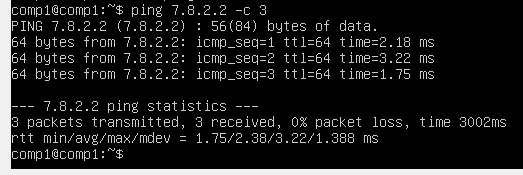 comp1@comp1:~$ ping 7.8.2.2 -c 3
PING 7.8.2.2 (7.8.2.2) : 56(84) bytes of data.
64 bytes from 7.8.2.2: icmp_seq=1 ttl=64 time=2.18 ms
64 bytes from 7.8.2.2: icmp_seq=2 ttl=64 time=3.22 ms
64 bytes from 7.8.2.2: icmp_seq=3 ttl=64 time=1.75 ms
--- 7.8.2.2 ping statistics ---
3 packets transmitted, 3 received, 0% packet loss, time 3002ms
rtt min/avg/max/mdev = 1.75/2.38/3.22/1.388 ms
comp1@comp1:~$